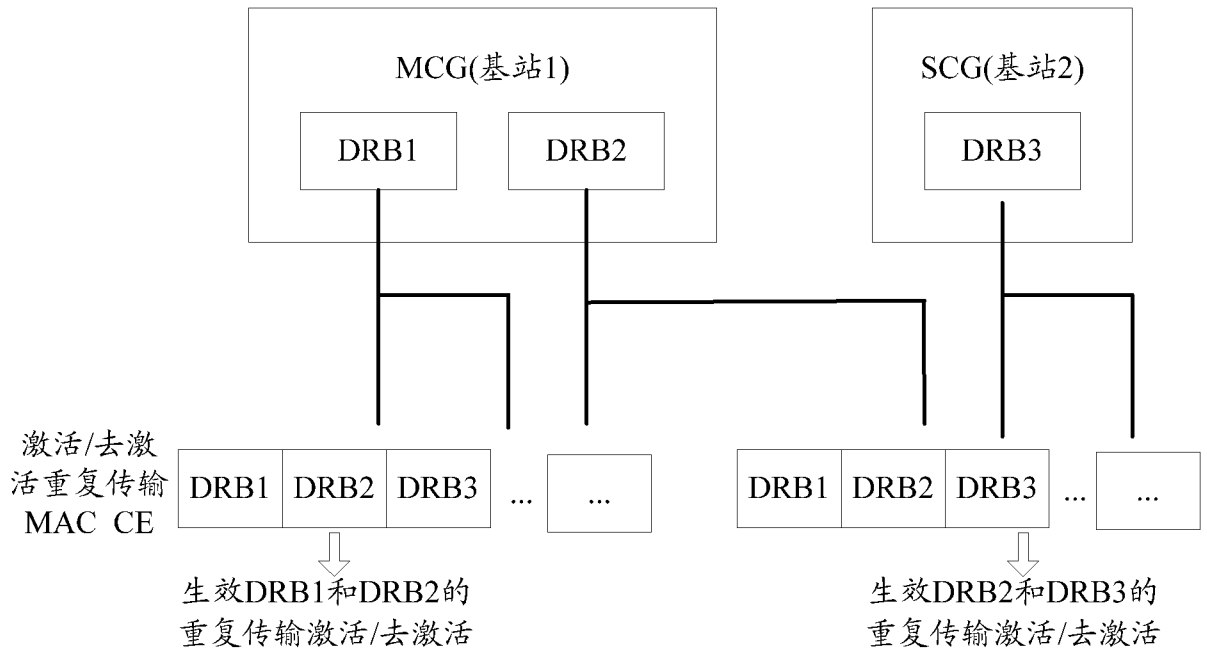 MCG(基站1)
SCG(基站2)
DRB1
DRB2
DRB3
激活/去激
活重复传输
MAC CE
DRB1 DRB2 DRB3 ... ...
DRB1 DRB2 DRB3 ... ...
生效DRB1和DRB2的
重复传输激活/去激活
生效DRB2和DRB3的
重复传输激活/去激活